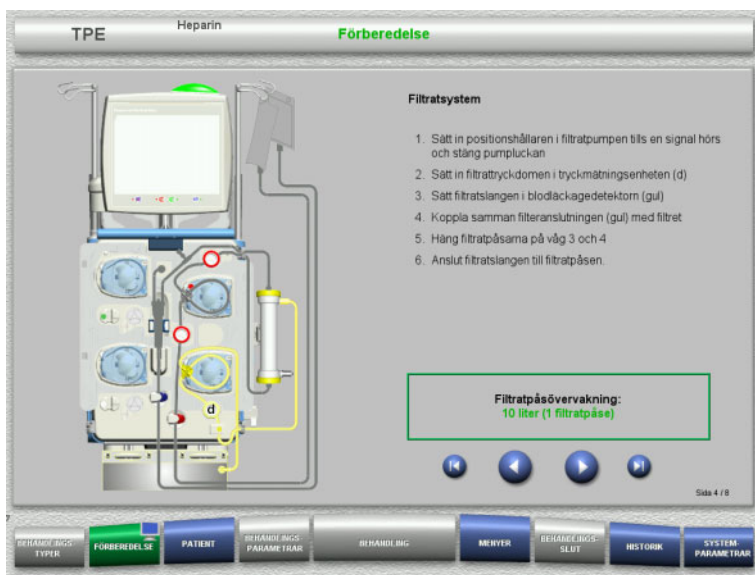 TPE
Heparin
Förberedelse
Filtratsystem
1. Sätt in positionshållaren i filtratpumpen tills en signal hörs
och stäng pumpluckan
2. Sätt in filtrattryckdomen i tryckmätningsenheten (d)
3. Sätt filtratslangen i blodläckagedetektorn (gul)
4. Koppla samman filteranslutningen (gul) med filtret
5. Häng filtratpåsarna på våg 3 och 4
6. Anslut filtratslangen till filtratpåsen.
d
Filtratpåsövervakning:
10 liter (1 filtratpåse)
Sida 4 / 8
BEHANDLINGS-
TYPER
FÖRBEREDELSE
PATIENT
BEHANDLINGS-
PARAMETRAR
BEHANDLING
MENYER
BEHANDLINGS-
SLUT
HISTORIK
SYSTEM-
PARAMETRAR